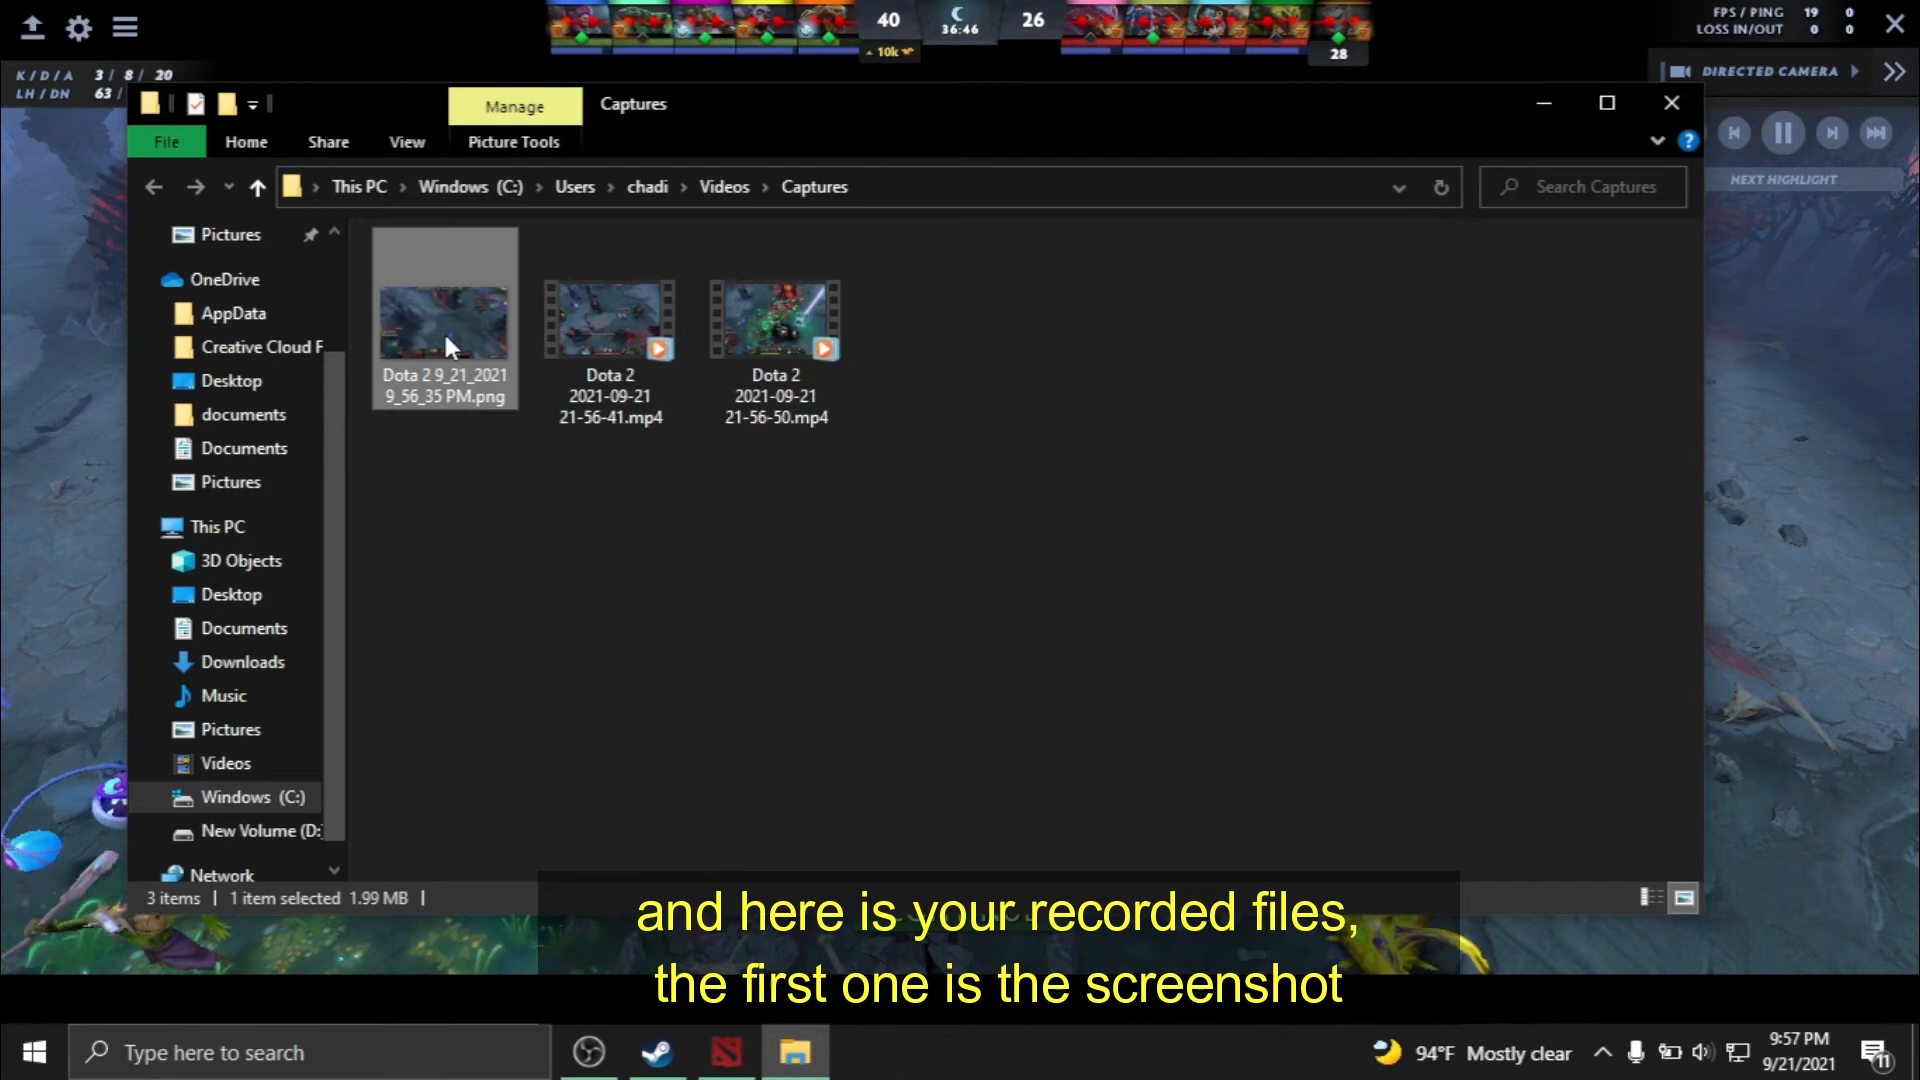 40
36:46
26
10k
28
FPS / PING 19 0
LOSS IN/OUT 0 0
K / D / A 3 / 8 / 20
LH / DN 63 /
DIRECTED CAMERA
NEXT HIGHLIGHT
Manage
Captures
File
Home
Share
View
Picture Tools
This PC
Windows (C:)
Users
chadi
Videos
Captures
Search Captures
Pictures
OneDrive
AppData
Creative Cloud F
Desktop
documents
Documents
Pictures
This PC
3D Objects
Desktop
Documents
Downloads
Music
Pictures
Videos
Windows (C:)
New Volume (D:
Network
Dota 2 9_21_2021
9_56_35 PM.png
Dota 2
2021-09-21
21-56-41.mp4
Dota 2
2021-09-21
21-56-50.mp4
3 items
1 item selected 1.99 MB
and here is your recorded files,
the first one is the screenshot
Type here to search
94°F Mostly clear
9:57 PM
9/21/2021
11